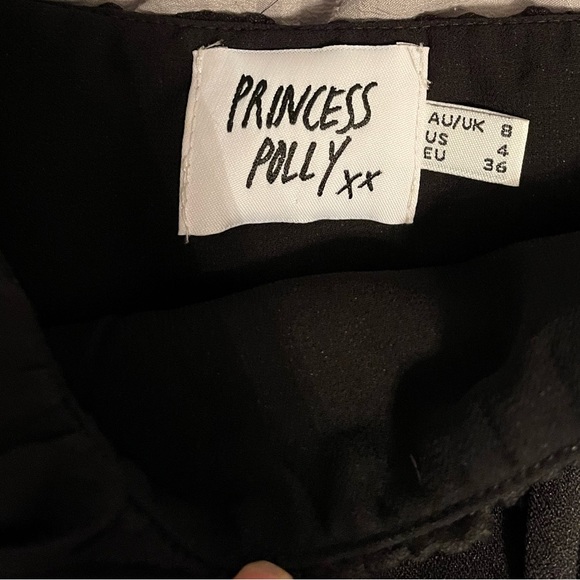 PRINCESS
POLLY xx
AU/UK 8
US 4
EU 36